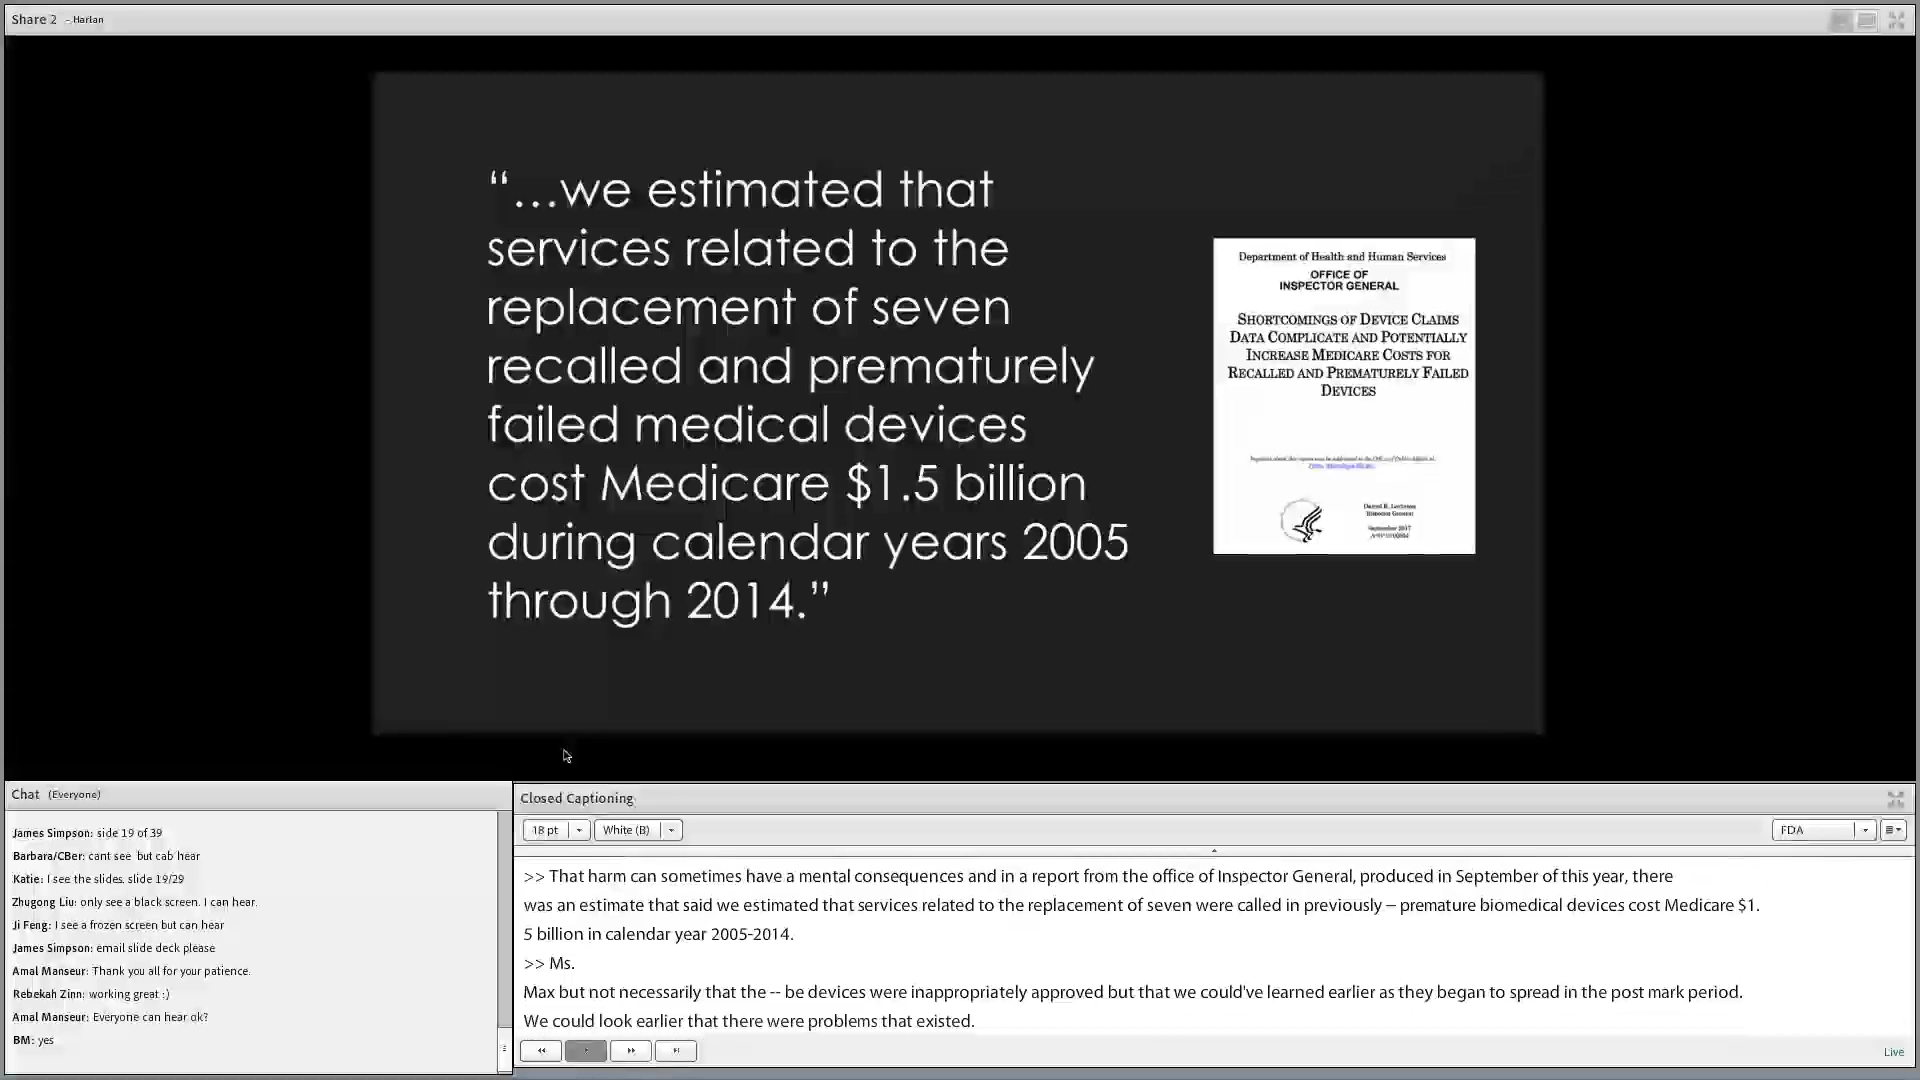 Share 2 - Harlan
“…we estimated that
services related to the
replacement of seven
recalled and prematurely
failed medical devices
cost Medicare $1.5 billion
during calendar years 2005
through 2014.”
Department of Health and Human Services
OFFICE OF
INSPECTOR GENERAL
SHORTCOMINGS OF DEVICE CLAIMS
DATA COMPLICATE AND POTENTIALLY
INCREASE MEDICARE COSTS FOR
RECALLED AND PREMATURELY FAILED
DEVICES
Inspector General
September 2017
Chat (Everyone)
James Simpson: side 19 of 39
Barbara/CBer: cant see but cab hear
Katie: I see the slides. slide 19/29
Zhugong Liu: only see a black screen. I can hear.
Ji Feng: I see a frozen screen but can hear
James Simpson: email slide deck please
Amal Manseur: Thank you all for your patience.
Rebekah Zinn: working great :)
Amal Manseur: Everyone can hear ok?
BM: yes
Closed Captioning
18 pt White (B) FDA
>> That harm can sometimes have a mental consequences and in a report from the office of Inspector General, produced in September of this year, there
was an estimate that said we estimated that services related to the replacement of seven were called in previously – premature biomedical devices cost Medicare $1.
5 billion in calendar year 2005-2014.
>> Ms.
Max but not necessarily that the -- be devices were inappropriately approved but that we could've learned earlier as they began to spread in the post mark period.
We could look earlier that there were problems that existed.
Live